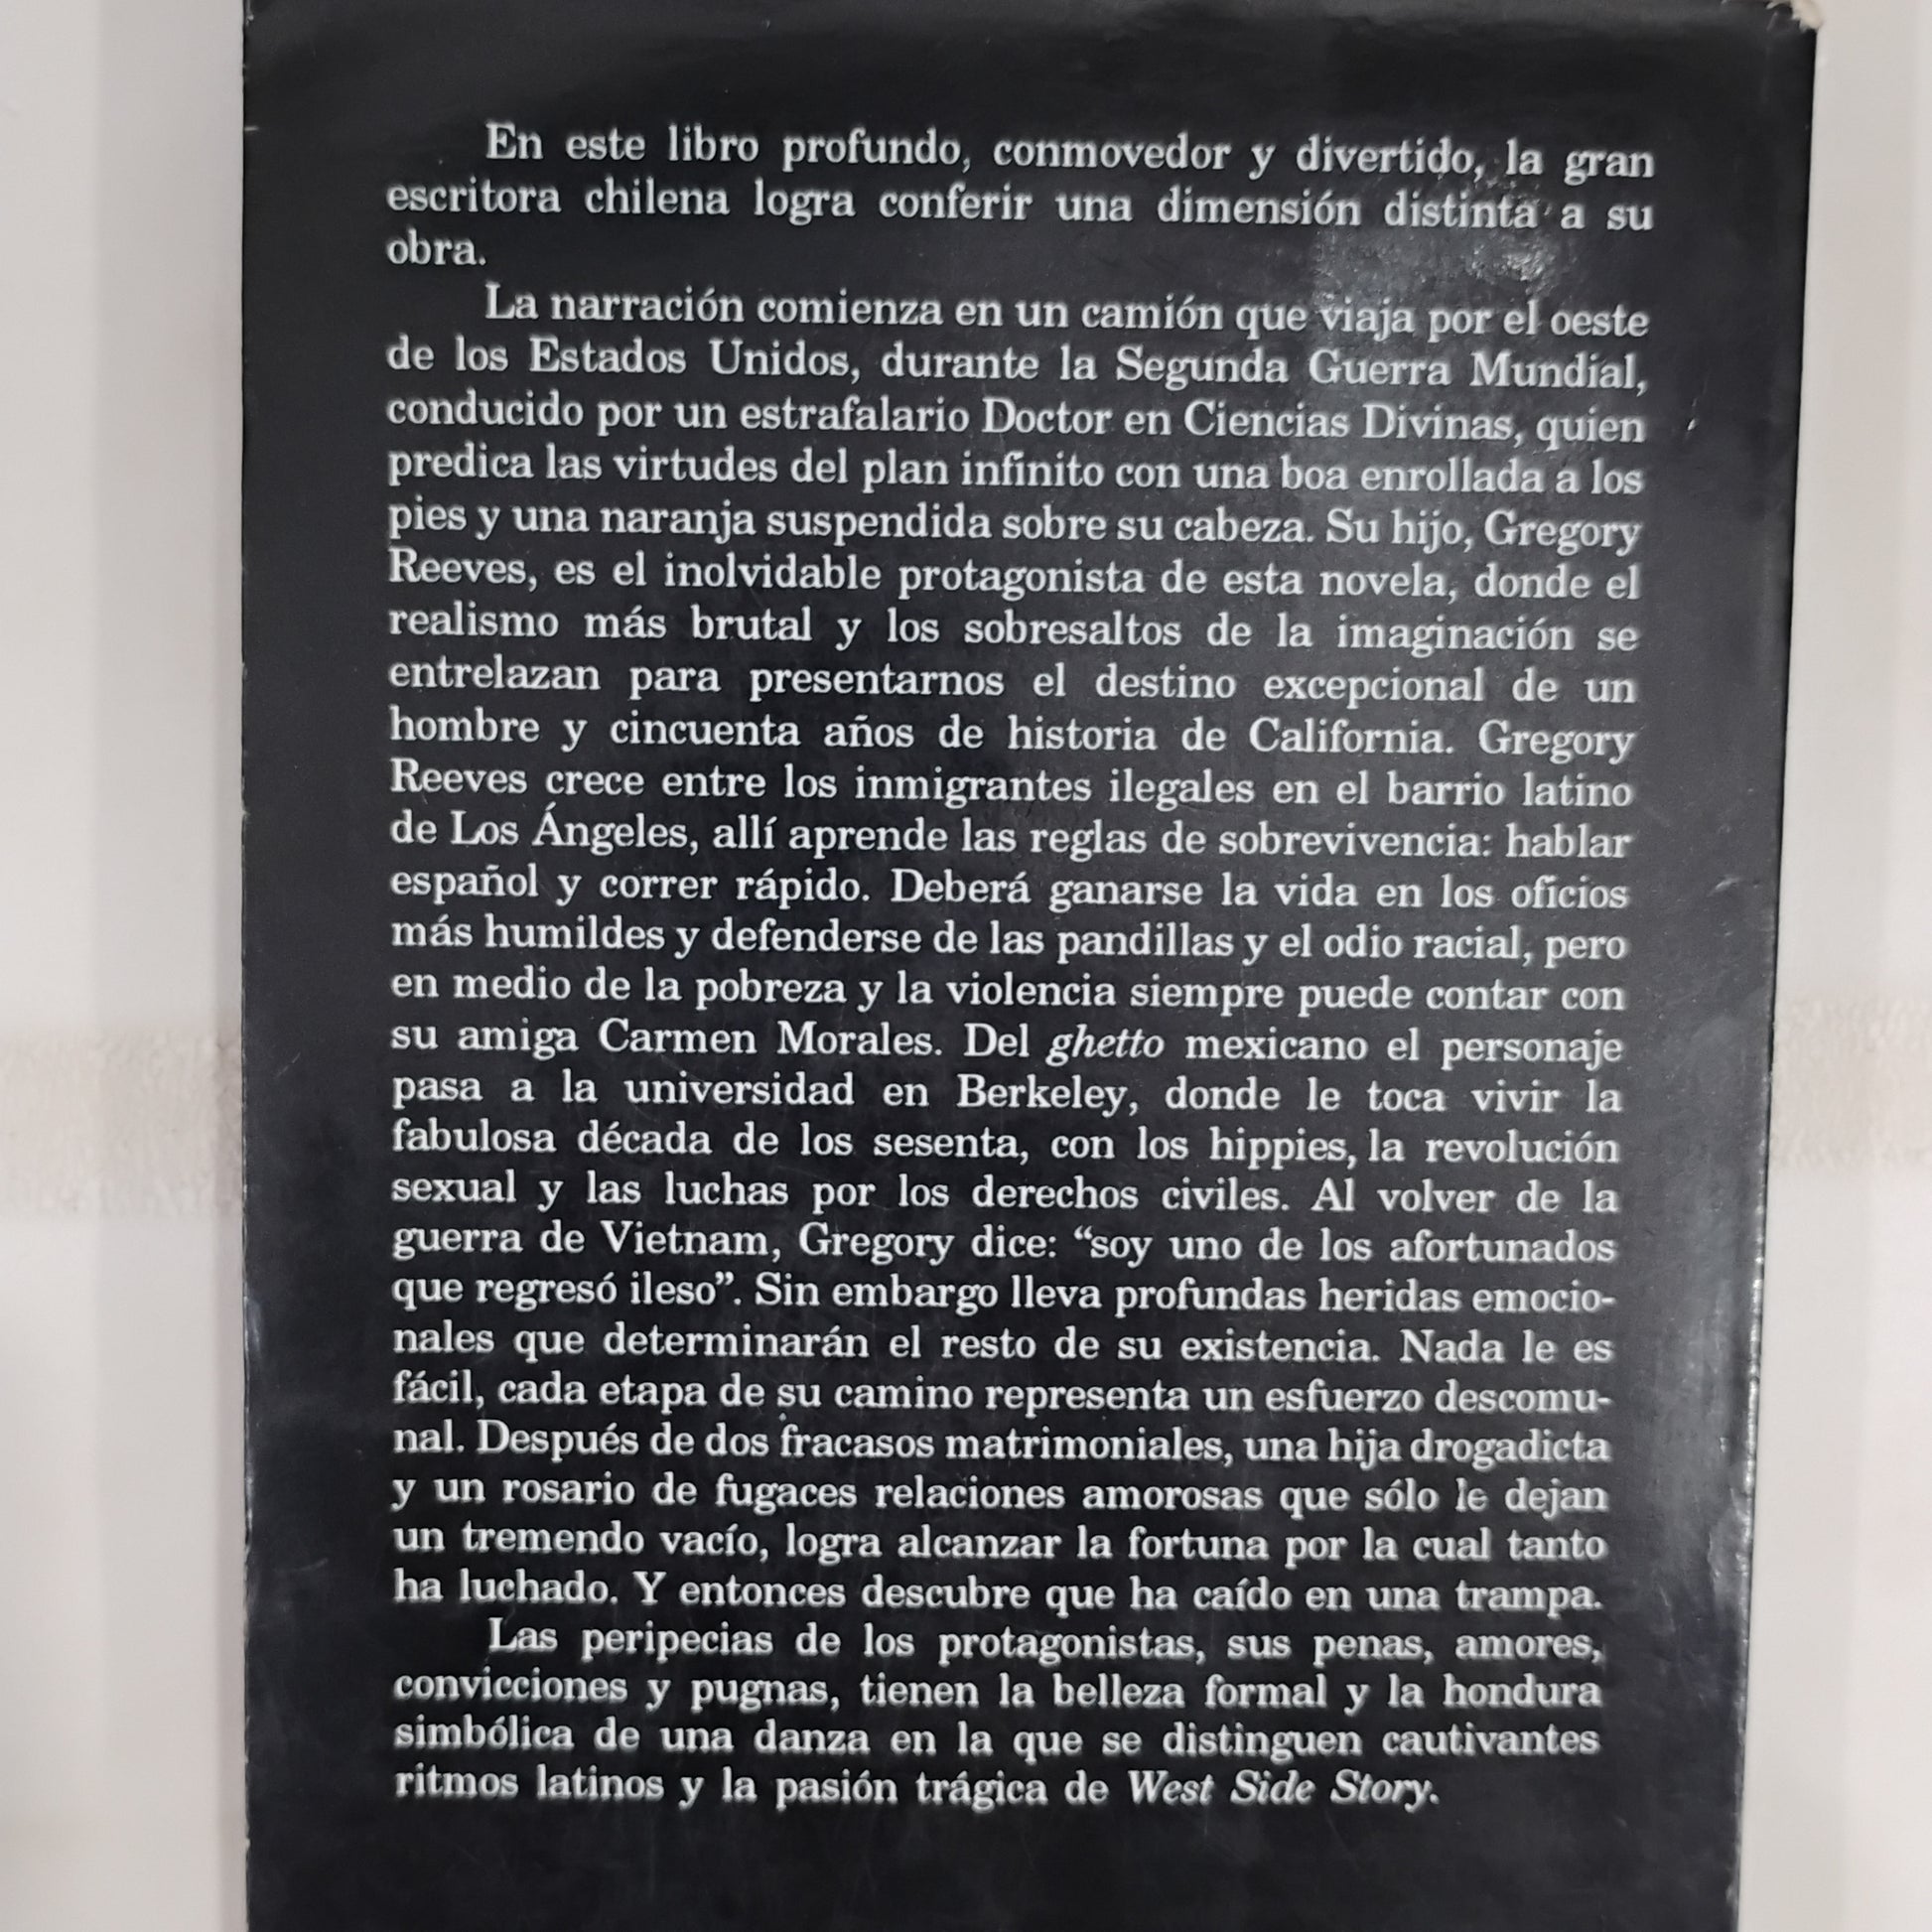 En este libro profundo, conmovedor y divertido, la gran
escritora chilena logra conferir una dimensión distinta a su
obra.
La narración comienza en un camión que viaja por el oeste
de los Estados Unidos, durante la Segunda Guerra Mundial,
conducido por un estrafalario Doctor en Ciencias Divinas, quien
predica las virtudes del plan infinito con una boa enrollada a los
pies y una naranja suspendida sobre su cabeza. Su hijo, Gregory
Reeves, es el inolvidable protagonista de esta novela, donde el
realismo más brutal y los sobresaltos de la imaginación se
entrelazan para presentarnos el destino excepcional de un
hombre y cincuenta años de historia de California. Gregory
Reeves crece entre los inmigrantes ilegales en el barrio latino
de Los Ángeles, allí aprende las reglas de sobrevivencia: hablar
español y correr rápido. Deberá ganarse la vida en los oficios
más humildes y defenderse de las pandillas y el odio racial, pero
en medio de la pobreza y la violencia siempre puede contar con
su amiga Carmen Morales. Del ghetto mexicano el personaje
pasa a la universidad en Berkeley, donde le toca vivir la
fabulosa década de los sesenta, con los hippies, la revolución
sexual y las luchas por los derechos civiles. Al volver de la
guerra de Vietnam, Gregory dice: “soy uno de los afortunados
que regresó ileso”. Sin embargo lleva profundas heridas emocio-
nales que determinarán el resto de su existencia. Nada le es
fácil, cada etapa de su camino representa un esfuerzo descomu-
nal. Después de dos fracasos matrimoniales, una hija drogadicta
y un rosario de fugaces relaciones amorosas que sólo le dejan
un tremendo vacío, logra alcanzar la fortuna por la cual tanto
ha luchado. Y entonces descubre que ha caído en una trampa.
Las peripecias de los protagonistas, sus penas, amores,
convicciones y pugnas, tienen la belleza formal y la hondura
simbólica de una danza en la que se distinguen cautivantes
ritmos latinos y la pasión trágica de West Side Story.